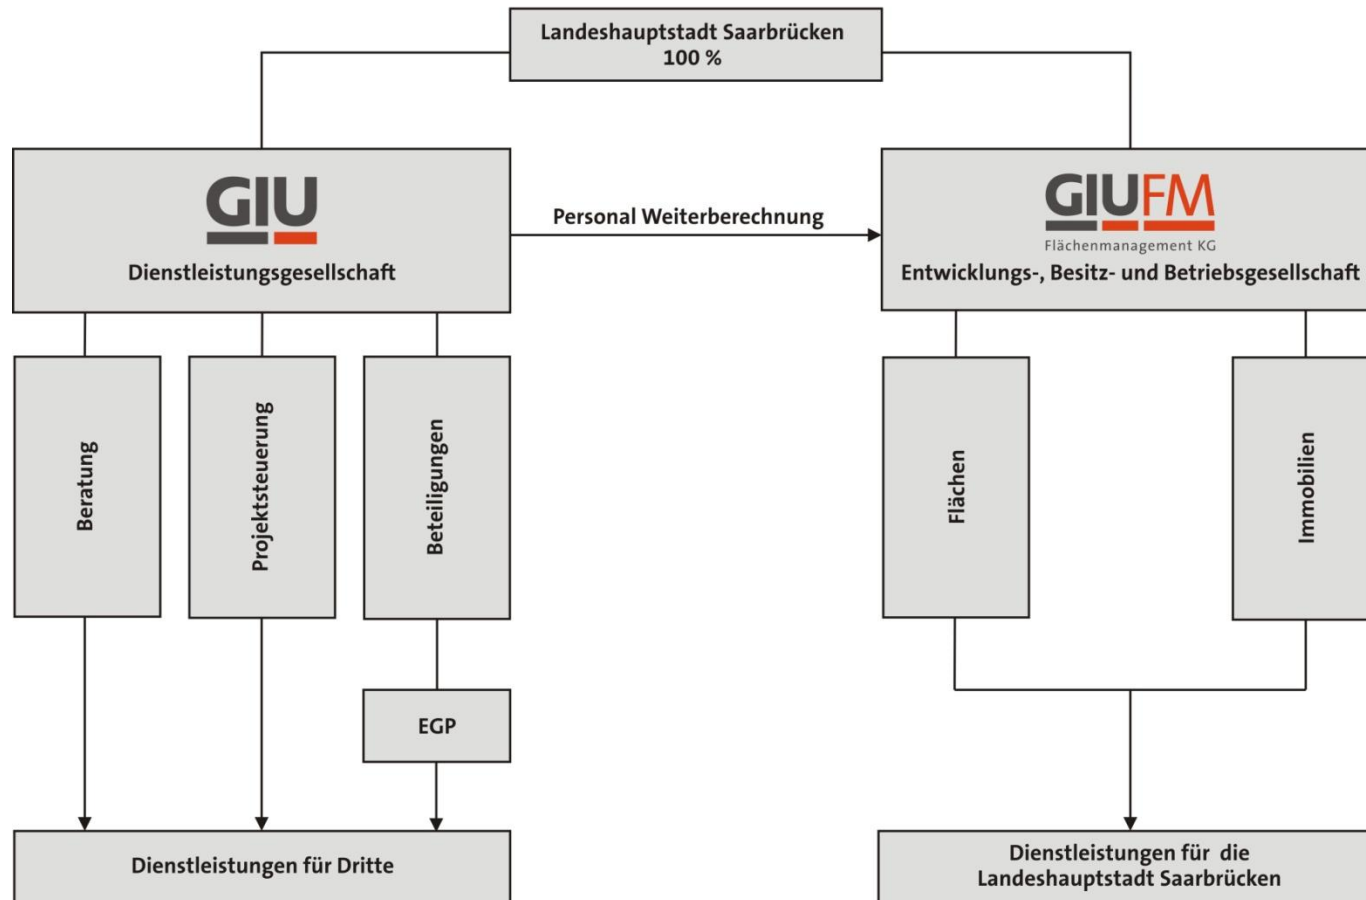 Landeshauptstadt Saarbrücken
100 %
GIU
Dienstleistungsgesellschaft
Personal Weiterberechnung
GIUFM
Flächenmanagement KG
Entwicklungs-, Besitz- und Betriebsgesellschaft
Beratung
Projektsteuerung
Beteiligungen
Flächen
Immobilien
EGP
Dienstleistungen für Dritte
Dienstleistungen für die
Landeshauptstadt Saarbrücken